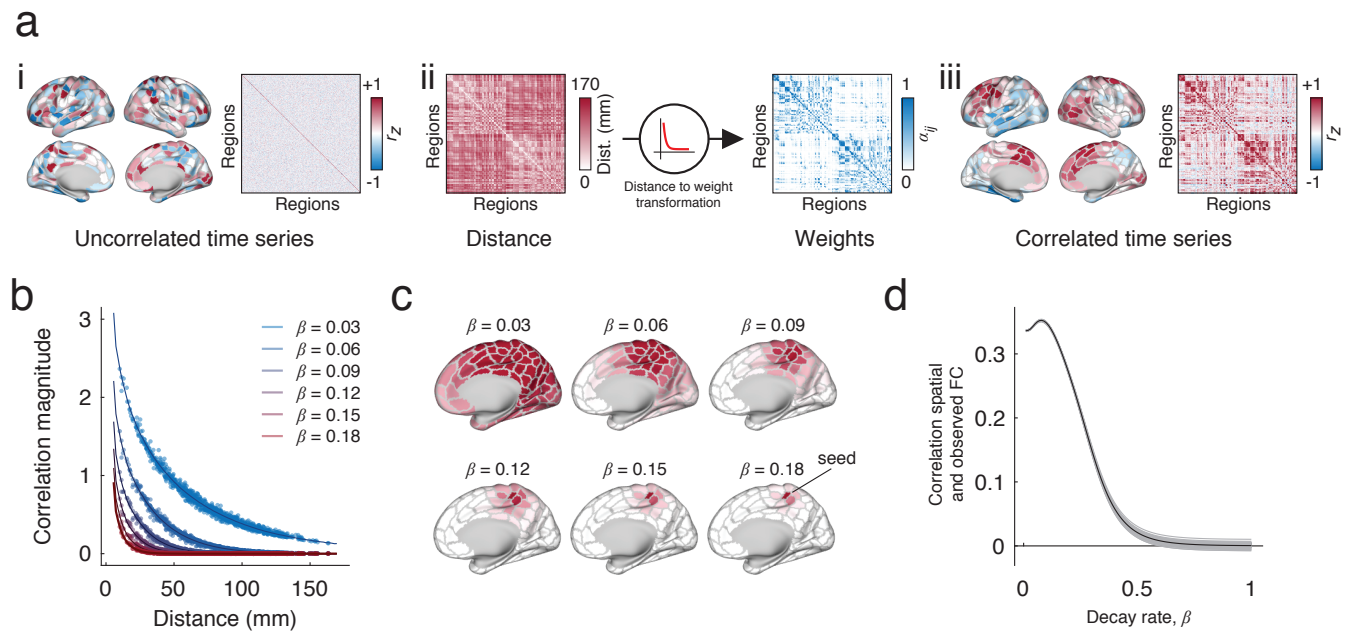 a
i
Regions
Regions
+1
r_z
-1
Uncorrelated time series
ii
Regions
Regions
170
Dist. (mm)
0
Distance
Distance to weight
transformation
Regions
1
α_ij
0
Weights
iii
Regions
Regions
+1
r_z
-1
Correlated time series
b
Correlation magnitude
3
2
1
0
0
50
100
150
Distance (mm)
β = 0.03
β = 0.06
β = 0.09
β = 0.12
β = 0.15
β = 0.18
c
β = 0.03
β = 0.06
β = 0.09
β = 0.12
β = 0.15
β = 0.18
seed
d
Correlation spatial
and observed FC
0.3
0.2
0.1
0
0
0.5
1
Decay rate, β